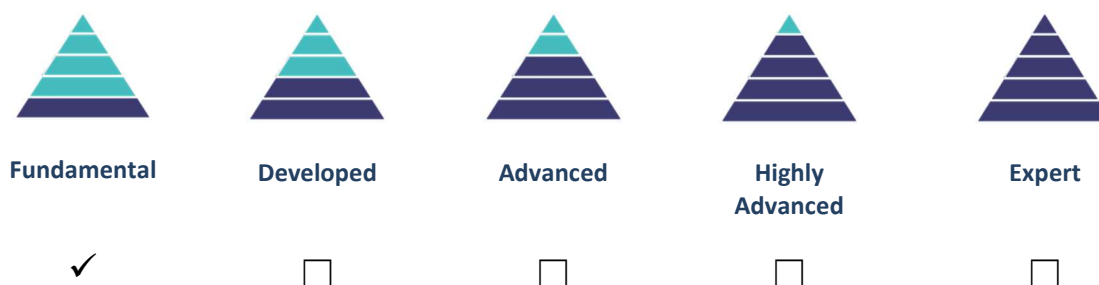 Fundamental
Developed
Advanced
Highly
Advanced
Expert